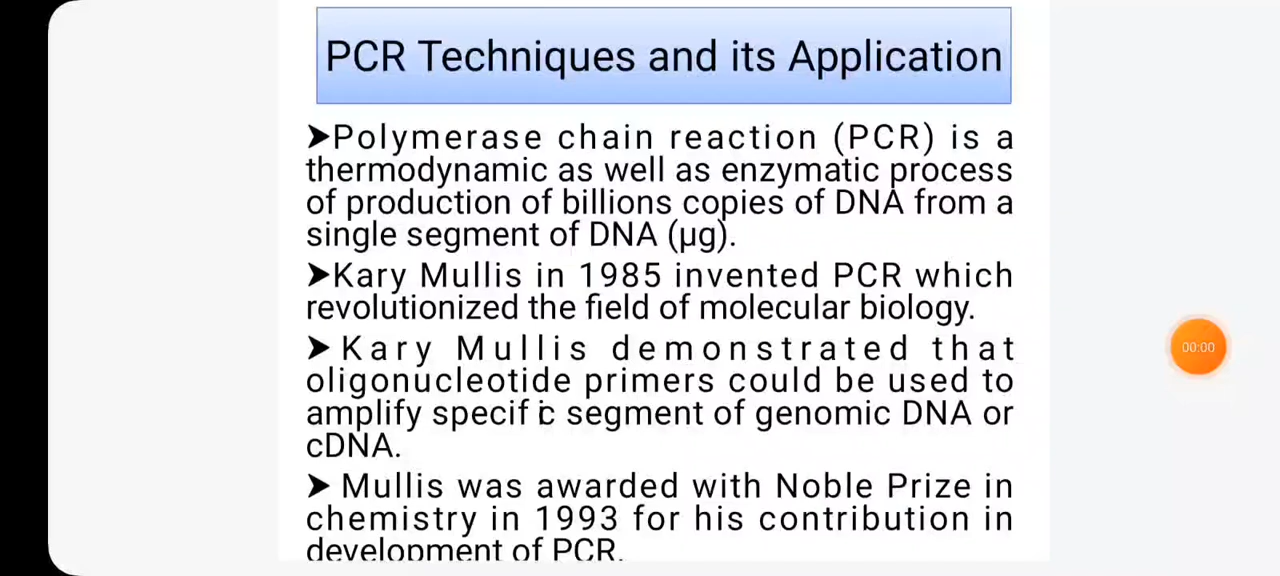 PCR Techniques and its Application
➤Polymerase chain reaction (PCR) is a
thermodynamic as well as enzymatic process
of production of billions copies of DNA from a
single segment of DNA (µg).
➤Kary Mullis in 1985 invented PCR which
revolutionized the field of molecular biology.
➤ Kary Mullis demonstrated that
oligonucleotide primers could be used to
amplify specific segment of genomic DNA or
cDNA.
➤ Mullis was awarded with Noble Prize in
chemistry in 1993 for his contribution in
development of PCR.
00:00